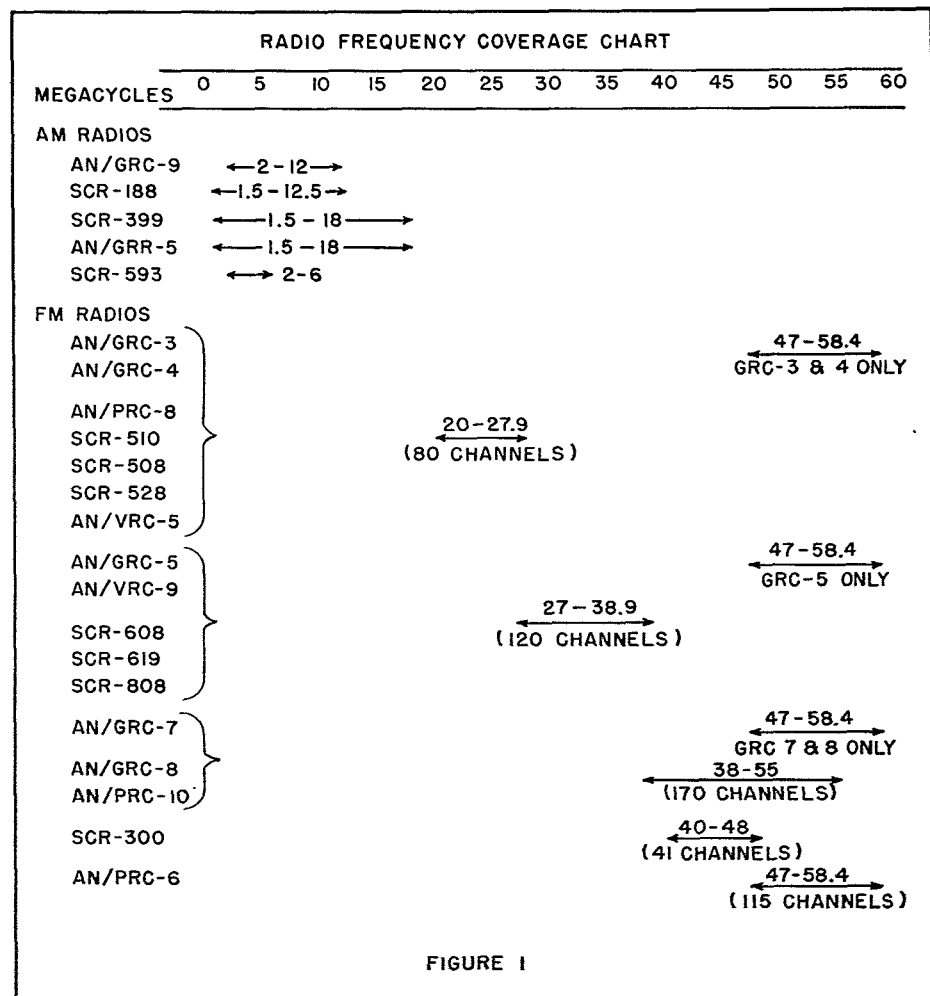 RADIO FREQUENCY COVERAGE CHART
MEGACYCLES 0 5 10 15 20 25 30 35 40 45 50 55 60
AM RADIOS
AN/GRC-9 2-12
SCR-188 1.5-12.5
SCR-399 1.5-18
AN/GRR-5 1.5-18
SCR-593 2-6
FM RADIOS
AN/GRC-3 47-58.4
AN/GRC-4 GRC-3 & 4 ONLY
AN/PRC-8 20-27.9
SCR-510 (80 CHANNELS)
SCR-508
SCR-528
AN/VRC-5
AN/GRC-5 47-58.4
AN/VRC-9 GRC-5 ONLY
27-38.9
SCR-608 (120 CHANNELS)
SCR-619
SCR-808
AN/GRC-7 47-58.4
GRC 7 & 8 ONLY
AN/GRC-8 38-55
AN/PRC-10 (170 CHANNELS)
SCR-300 40-48
(41 CHANNELS)
AN/PRC-6 47-58.4
(115 CHANNELS)
FIGURE 1